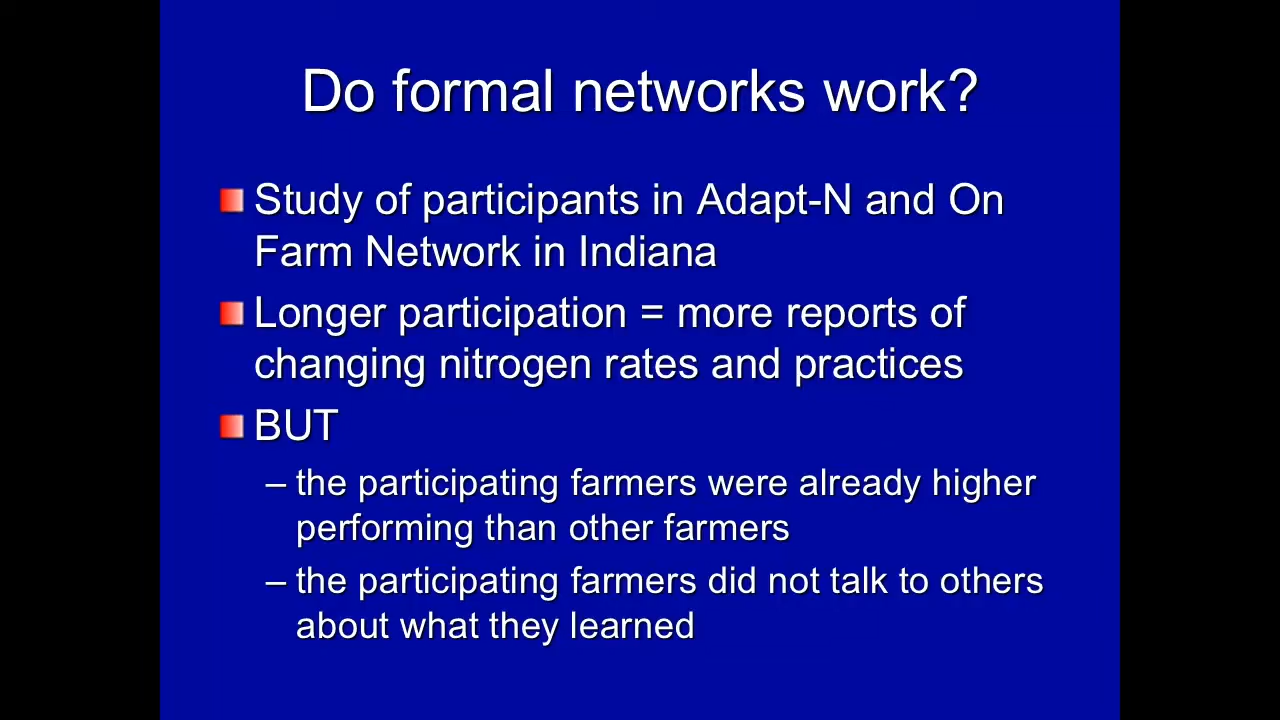 Do formal networks work?
Study of participants in Adapt-N and On
Farm Network in Indiana
Longer participation = more reports of
changing nitrogen rates and practices
BUT
– the participating farmers were already higher
performing than other farmers
– the participating farmers did not talk to others
about what they learned